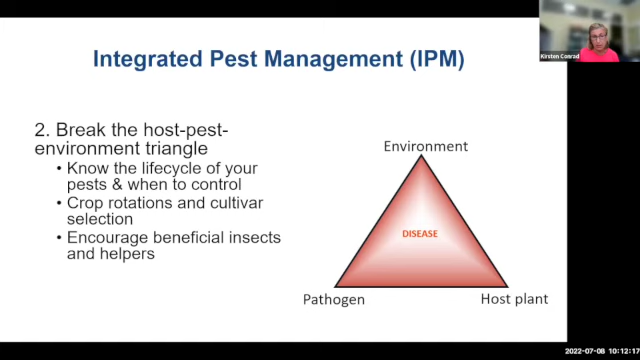 Kirsten Conrad
Integrated Pest Management (IPM)
2. Break the host-pest-
environment triangle
• Know the lifecycle of your
pests & when to control
• Crop rotations and cultivar
selection
• Encourage beneficial insects
and helpers
Environment
DISEASE
Pathogen
Host plant
2022-07-08 10:12:17